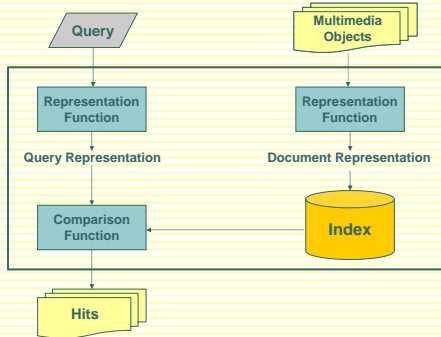 Query
Multimedia
Objects
Representation
Function
Representation
Function
Query Representation
Document Representation
Comparison
Function
Index
Hits